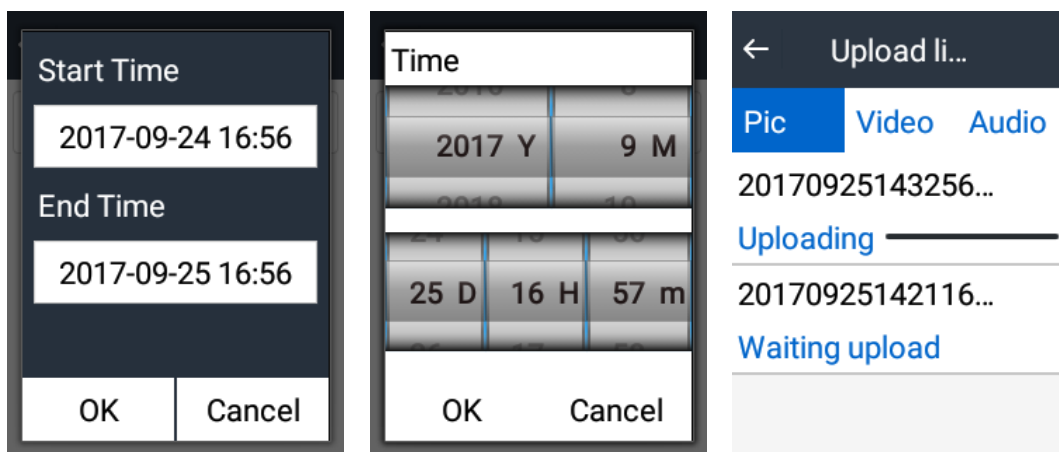 Start Time
2017-09-24 16:56
End Time
2017-09-25 16:56
OK Cancel
Time
2017 Y 9 M
25 D 16 H 57 m
OK Cancel
← Upload li...
Pic Video Audio
20170925143256...
Uploading
20170925142116...
Waiting upload